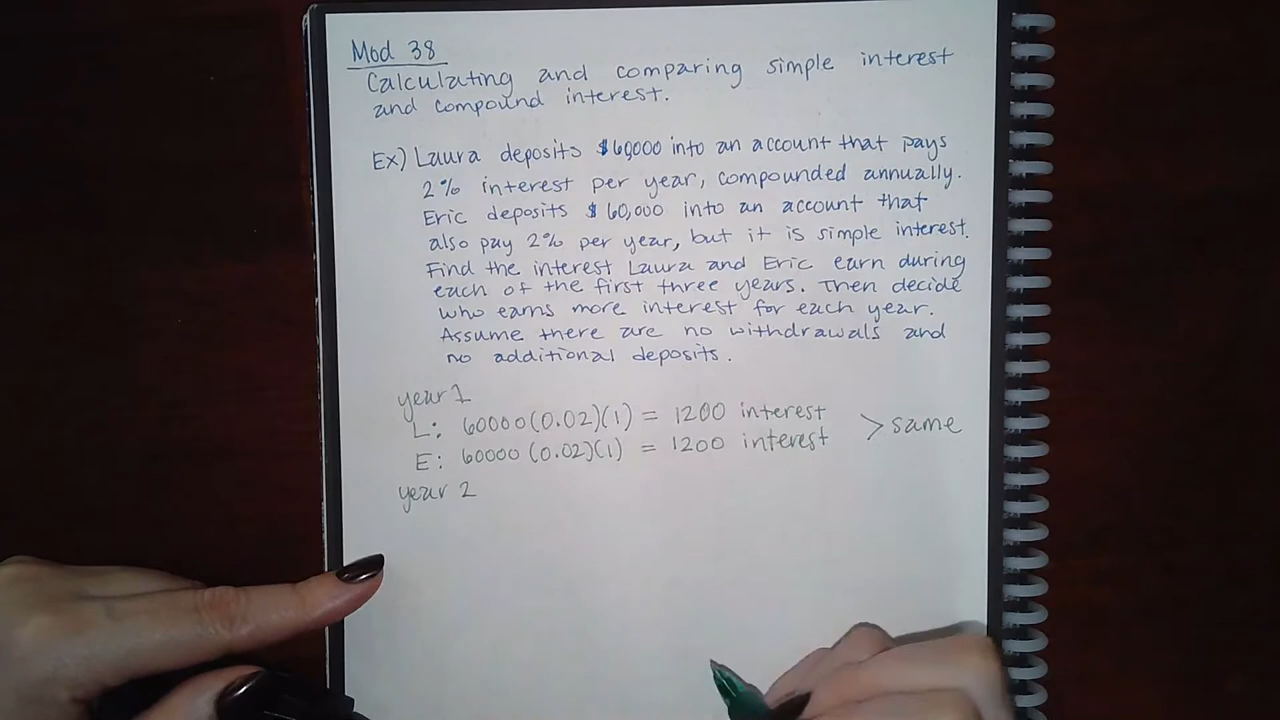 Mod 38
Calculating and comparing simple interest
and compound interest.
Ex) Laura deposits $60000 into an account that pays
2% interest per year, compounded annually.
Eric deposits $60,000 into an account that
also pay 2% per year, but it is simple interest.
Find the interest Laura and Eric earn during
each of the first three years. Then decide
who earns more interest for each year.
Assume there are no withdrawals and
no additional deposits.
year 1
L: 60000(0.02)(1) = 1200 interest
E: 60000(0.02)(1) = 1200 interest > same
year 2